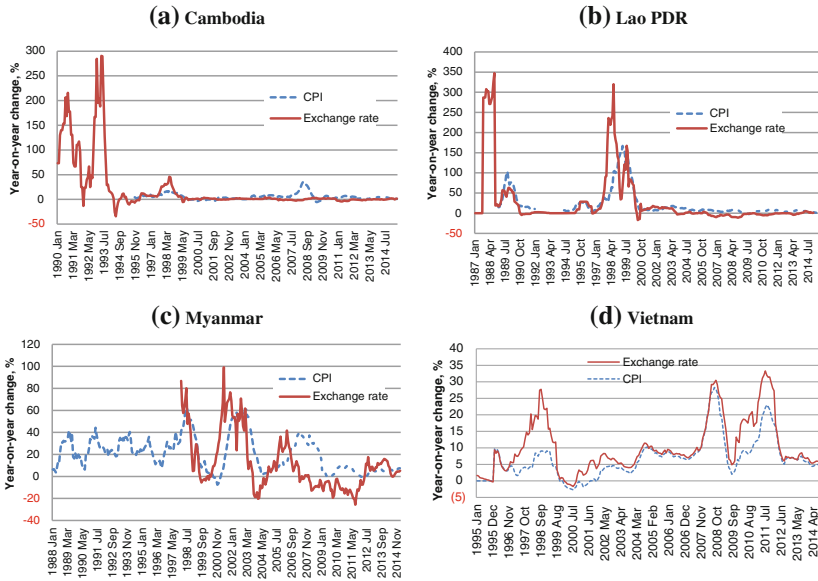 (a) Cambodia
Year-on-year change, %
300
250
200
150
100
50
0
-50
CPI
Exchange rate
1990 Jan
1991 Mar
1992 May
1993 Jul
1994 Sep
1995 Nov
1997 Jan
1998 Mar
1999 May
2000 Jul
2001 Sep
2002 Nov
2004 Jan
2005 Mar
2006 May
2007 Jul
2008 Sep
2009 Nov
2011 Jan
2012 Mar
2013 May
2014 Jul
(b) Lao PDR
Year-on-year change, %
400
350
300
250
200
150
100
50
0
-50
CPI
Exchange rate
1987 Jan
1988 Apr
1989 Jul
1990 Oct
1992 Jan
1993 Apr
1994 Jul
1995 Oct
1997 Jan
1998 Apr
1999 Jul
2000 Oct
2002 Jan
2003 Apr
2004 Jul
2005 Oct
2007 Jan
2008 Apr
2009 Jul
2010 Oct
2012 Jan
2013 Apr
2014 Jul
(c) Myanmar
Year-on-year change, %
120
100
80
60
40
20
0
-20
-40
CPI
Exchange rate
1988 Jan
1989 Mar
1990 May
1991 Jul
1992 Sep
1993 Nov
1995 Jan
1996 Mar
1997 May
1998 Jul
1999 Sep
2000 Nov
2002 Jan
2003 Mar
2004 May
2005 Jul
2006 Sep
2007 Nov
2009 Jan
2010 Mar
2011 May
2012 Jul
2013 Sep
2014 Nov
(d) Vietnam
Year-on-year change, %
40
35
30
25
20
15
10
5
0
(5)
Exchange rate
CPI
1995 Jan
1995 Dec
1996 Nov
1997 Oct
1998 Sep
1999 Aug
2000 Jul
2001 Jun
2002 May
2003 Apr
2004 Mar
2005 Feb
2006 Jan
2006 Dec
2007 Nov
2008 Oct
2009 Sep
2010 Aug
2011 Jul
2012 Jun
2013 May
2014 Apr